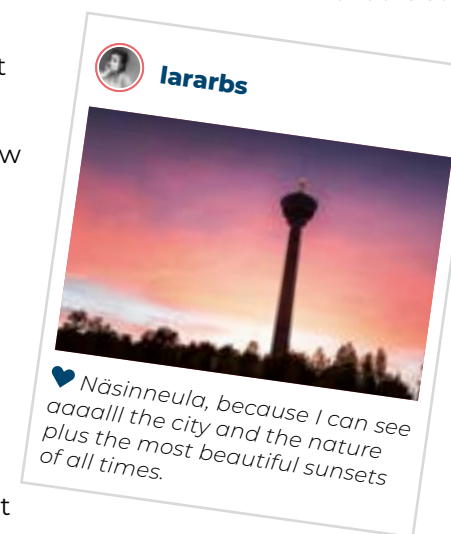 t
w
lararbs
Näsinneula, because I can see
aaaalll the city and the nature
plus the most beautiful sunsets
of all times.
t